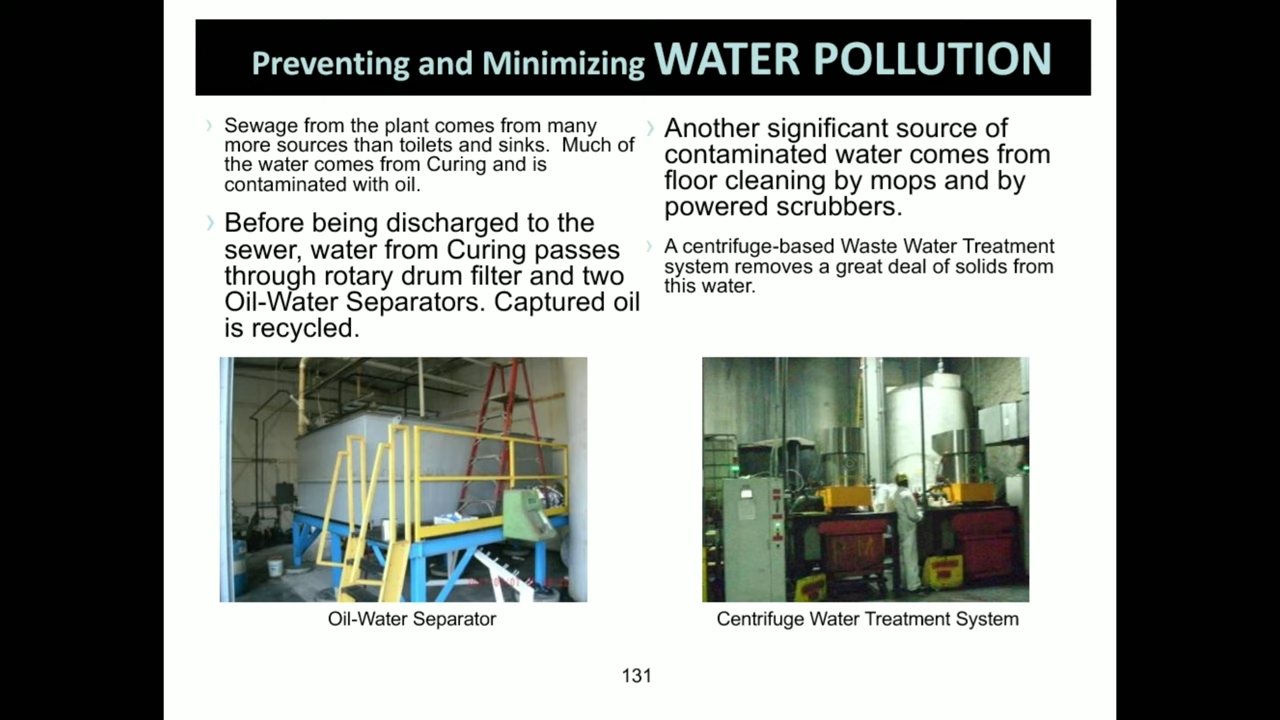 Preventing and Minimizing WATER POLLUTION
Sewage from the plant comes from many
more sources than toilets and sinks.  Much of
the water comes from Curing and is
contaminated with oil.
Before being discharged to the
sewer, water from Curing passes
through rotary drum filter and two
Oil-Water Separators. Captured oil
is recycled.
Another significant source of
contaminated water comes from
floor cleaning by mops and by
powered scrubbers.
A centrifuge-based Waste Water Treatment
system removes a great deal of solids from
this water.
Oil-Water Separator
Centrifuge Water Treatment System
131